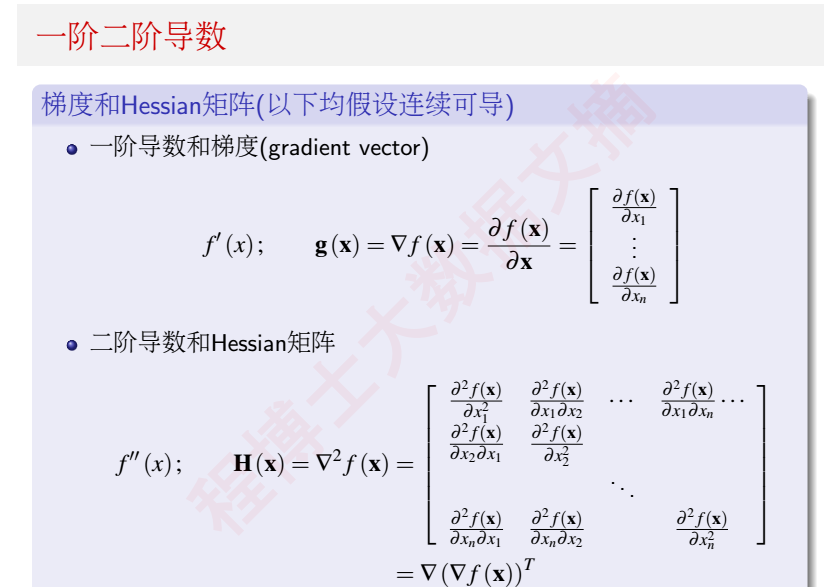 一阶二阶导数
梯度和Hessian矩阵(以下均假设连续可导)
• 一阶导数和梯度(gradient vector)
$f'(x);\quad \mathbf{g}(\mathbf{x}) = \nabla f(\mathbf{x}) = \frac{\partial f(\mathbf{x})}{\partial \mathbf{x}} = \begin{bmatrix} \frac{\partial f(\mathbf{x})}{\partial x_1} \\ \vdots \\ \frac{\partial f(\mathbf{x})}{\partial x_n} \end{bmatrix}$
• 二阶导数和Hessian矩阵
$f''(x);\quad \mathbf{H}(\mathbf{x}) = \nabla^2 f(\mathbf{x}) = \begin{bmatrix} \frac{\partial^2 f(\mathbf{x})}{\partial x_1^2} & \frac{\partial^2 f(\mathbf{x})}{\partial x_1 \partial x_2} & \cdots & \frac{\partial^2 f(\mathbf{x})}{\partial x_1 \partial x_n} \cdots \\ \frac{\partial^2 f(\mathbf{x})}{\partial x_2 \partial x_1} & \frac{\partial^2 f(\mathbf{x})}{\partial x_2^2} & & \\ & & \ddots & \\ \frac{\partial^2 f(\mathbf{x})}{\partial x_n \partial x_1} & \frac{\partial^2 f(\mathbf{x})}{\partial x_n \partial x_2} & & \frac{\partial^2 f(\mathbf{x})}{\partial x_n^2} \end{bmatrix}$
$= \nabla (\nabla f(\mathbf{x}))^T$
程博士大数据文摘